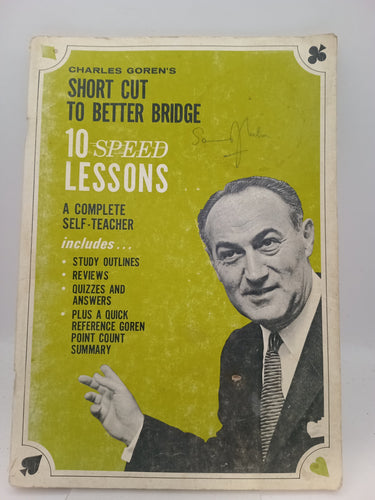 CHARLES GOREN'S
SHORT CUT
TO BETTER BRIDGE
10 SPEED
LESSONS
A COMPLETE
SELF-TEACHER
includes...
• STUDY OUTLINES
• REVIEWS
• QUIZZES AND
ANSWERS
• PLUS A QUICK
REFERENCE GOREN
POINT COUNT
SUMMARY